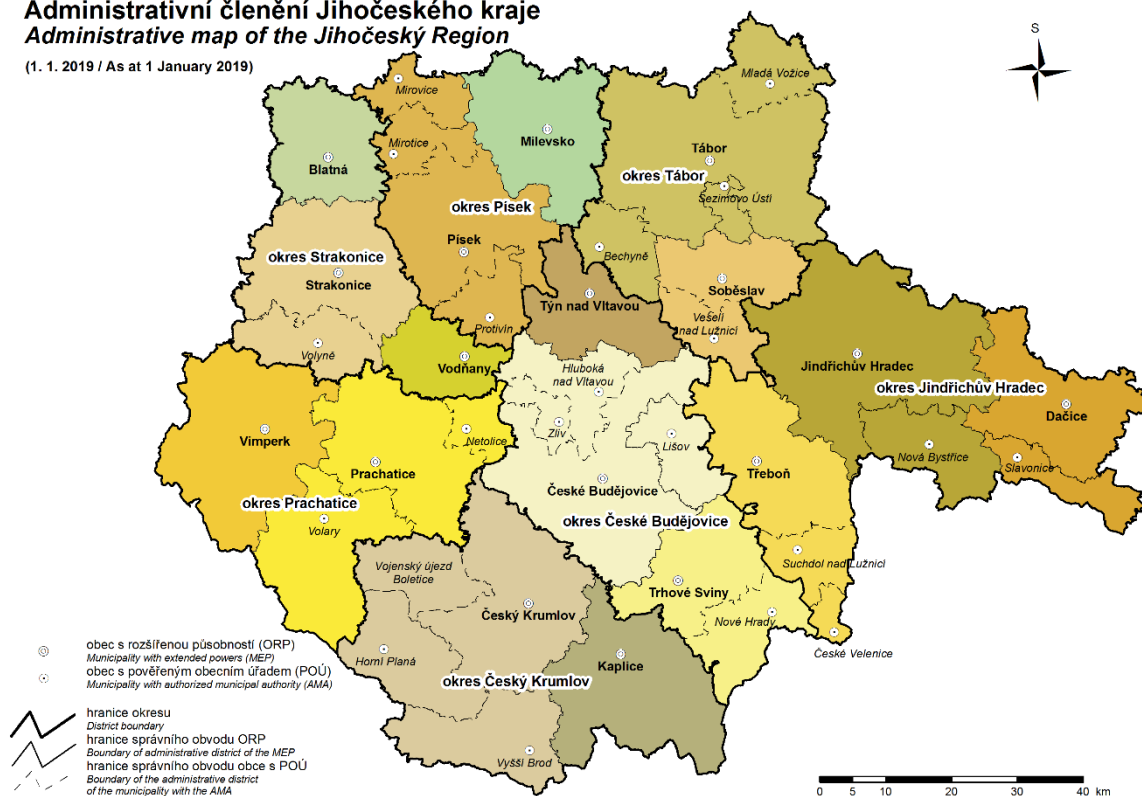 Administrativní členění Jihočeského kraje
Administrative map of the Jihočeský Region
(1. 1. 2019 / As at 1 January 2019)
S
Mladá Vožice
Mirovice
Milevsko
Mirotice
Tábor
Blatná
okres Tábor
Sezimovo Ústí
okres Písek
Písek
Bechyně
okres Strakonice
Strakonice
Soběslav
Týn nad Vltavou
Veselí
nad Lužnicí
Protivín
Volyně
Vodňany
Hluboká
nad Vltavou
Jindřichův Hradec
okres Jindřichův Hradec
Dačice
Vimperk
Netolice
Zliv
Lišov
Nová Bystřice
Slavonice
Prachatice
Třeboň
České Budějovice
okres Prachatice
okres České Budějovice
Volary
Vojenský újezd
Boletice
Suchdol nad Lužnicí
Trhové Sviny
Český Krumlov
Nové Hrady
České Velenice
Horní Planá
Kaplice
okres Český Krumlov
Vyšší Brod
obec s rozšířenou působností (ORP)
Municipality with extended powers (MEP)
obec s pověřeným obecním úřadem (POÚ)
Municipality with authorized municipal authority (AMA)
hranice okresu
District boundary
hranice správního obvodu ORP
Boundary of administrative district of the MEP
hranice správního obvodu obce s POÚ
Boundary of the administrative district
of the municipality with the AMA
0 5 10 20 30 40 km